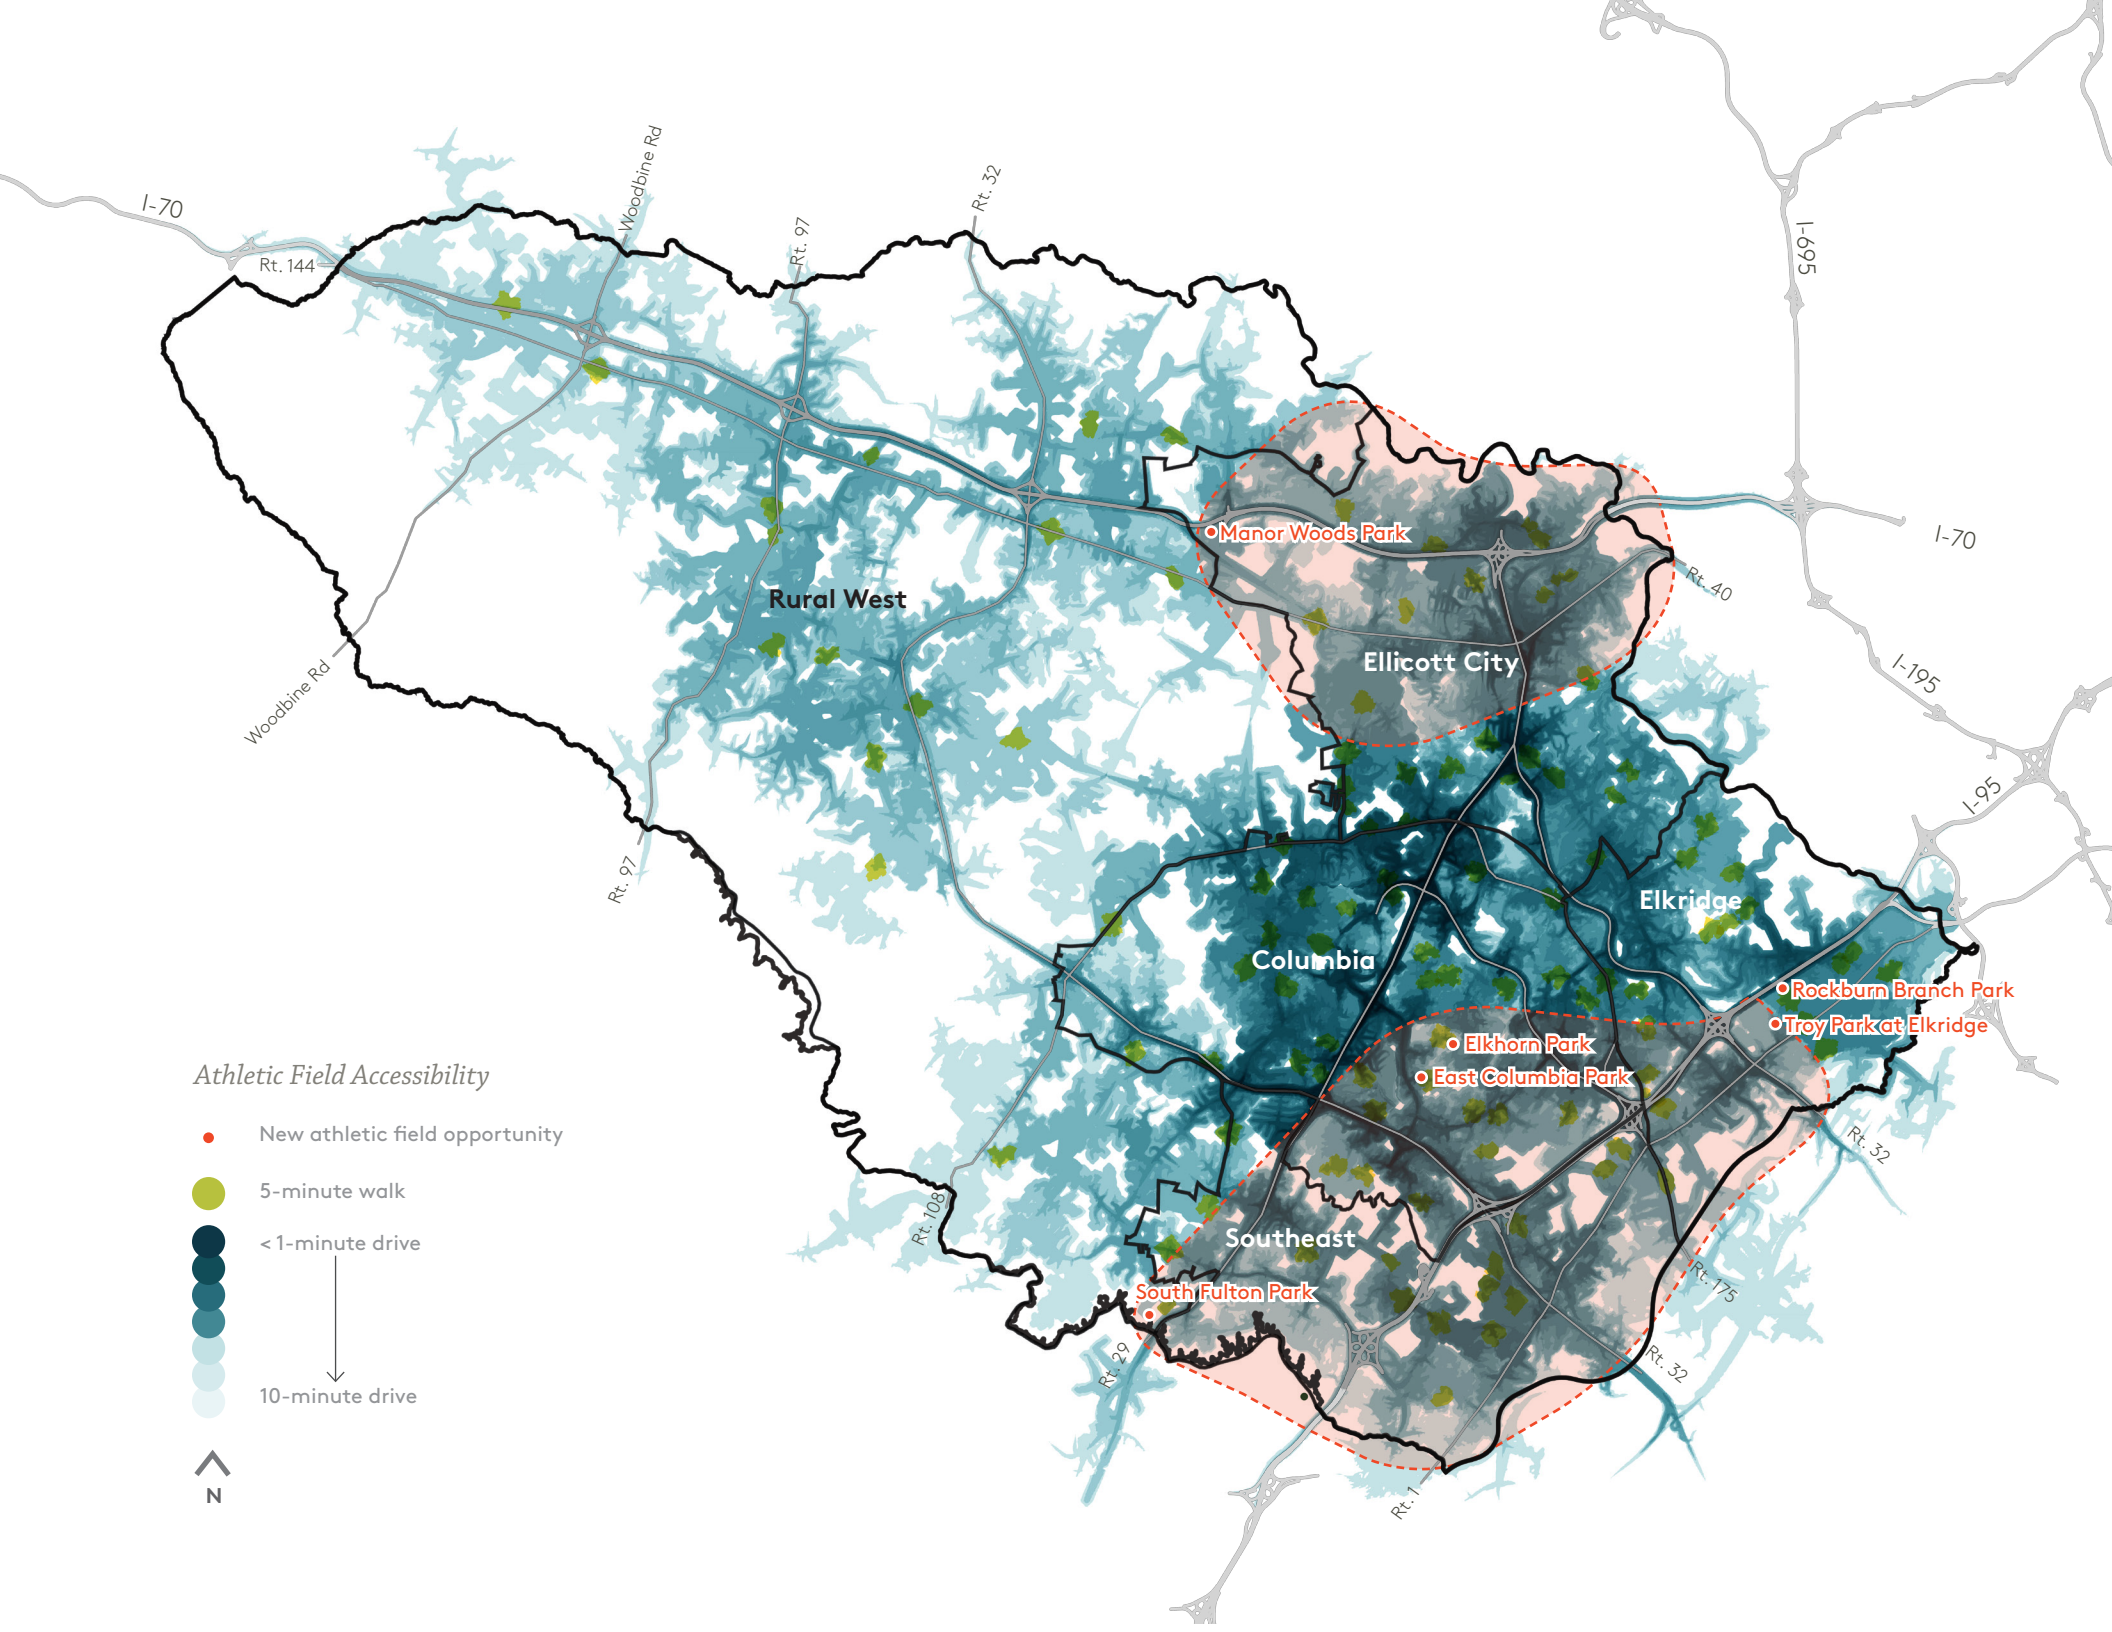 I-70
Rt. 144
Woodbine Rd
Rt. 97
Rt. 32
I-695
I-70
Rt. 40
Manor Woods Park
Rural West
Ellicott City
Woodbine Rd
I-195
I-95
Rt. 97
Elkridge
Columbia
Rockburn Branch Park
Troy Park at Elkridge
Elkhorn Park
East Columbia Park
Rt. 32
Rt. 108
Southeast
Rt. 175
South Fulton Park
Rt. 29
Rt. 32
Rt. 1
Athletic Field Accessibility
New athletic field opportunity
5-minute walk
< 1-minute drive
10-minute drive
N